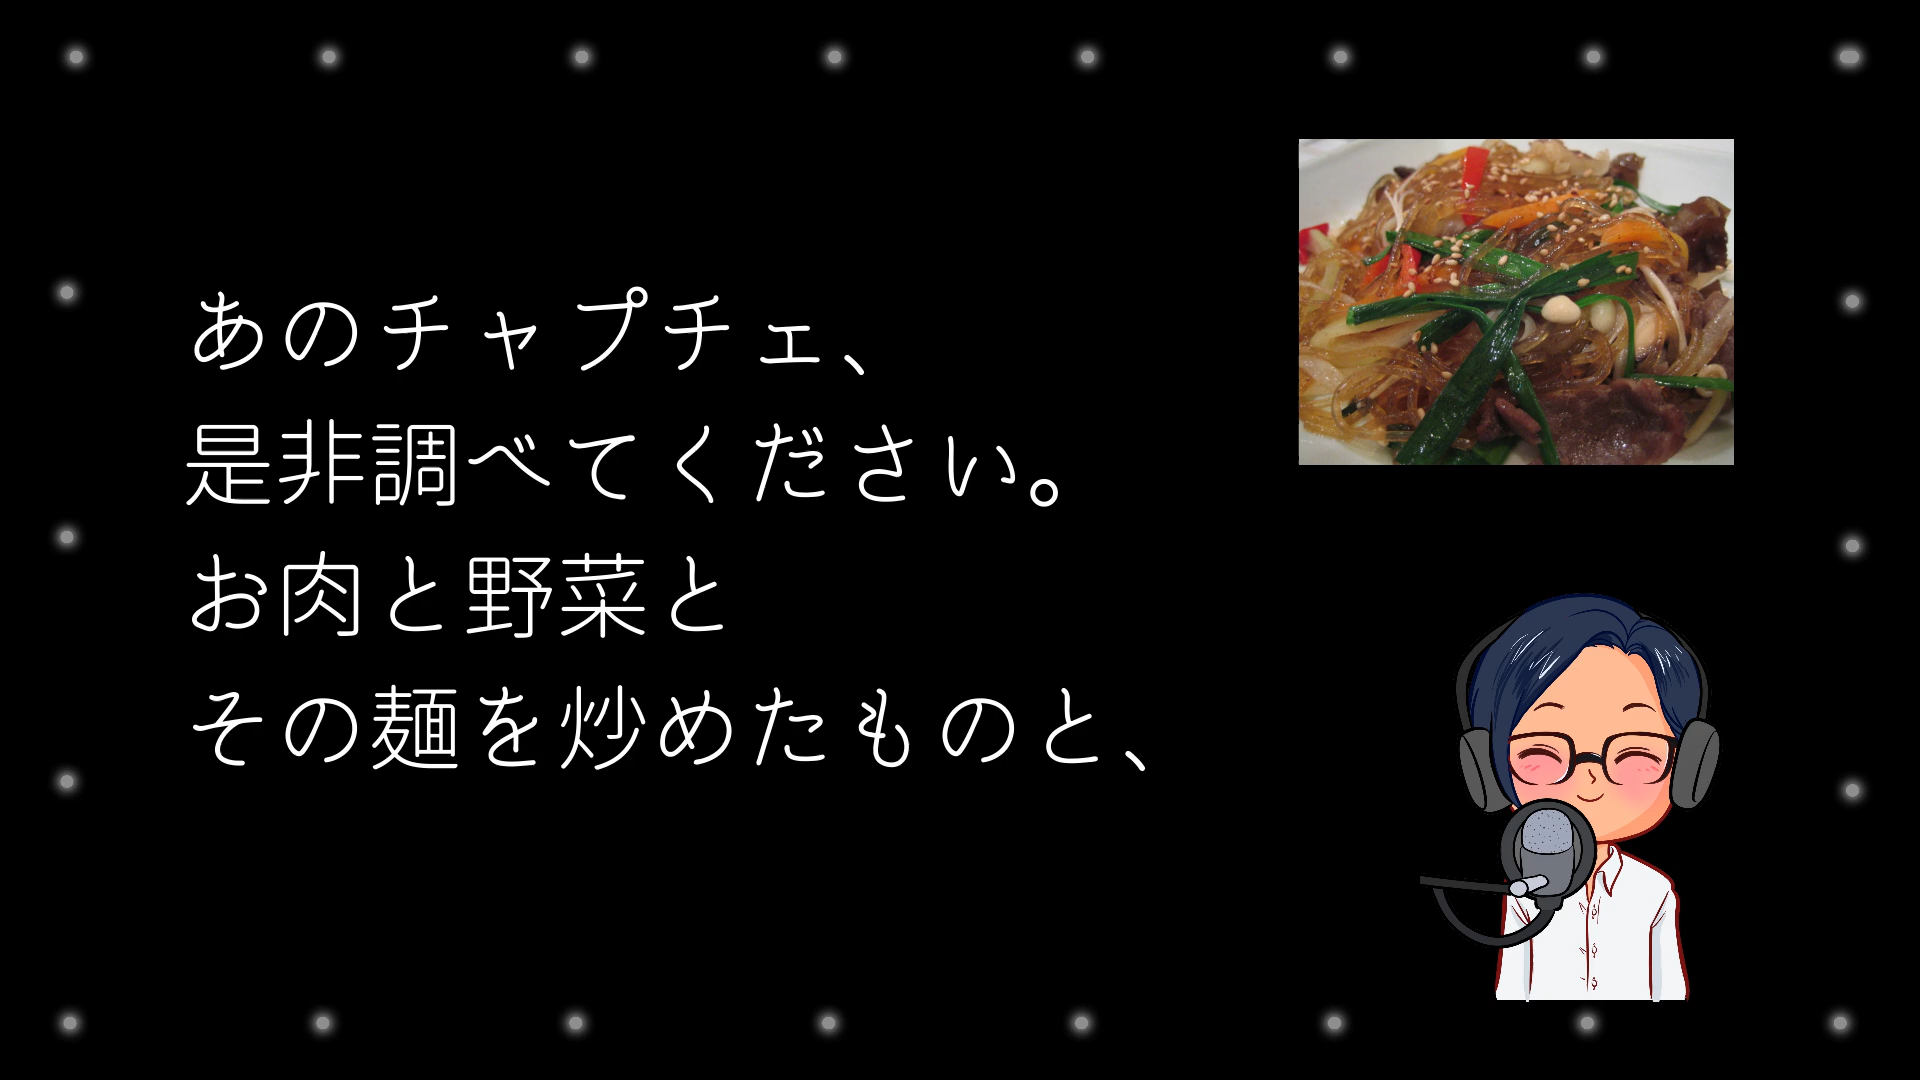 あのチャプチェ、
是非調べてください。
お肉と野菜と
その麺を炒めたものと、